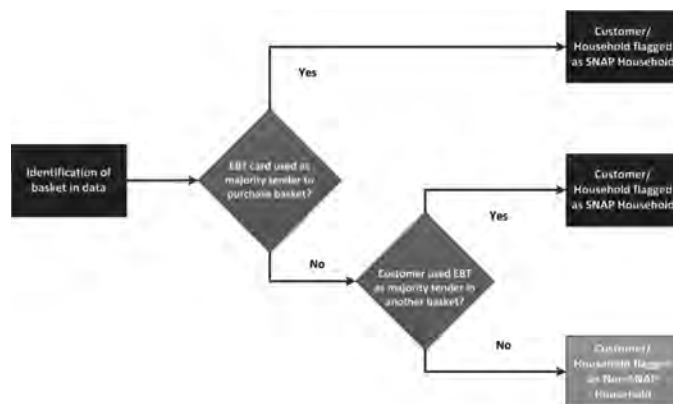 Customer/
Household flagged
as SNAP Household
Yes
Identification of
basket in data
EBT card used as
majority tender to
purchase basket?
Customer/
Household flagged
as SNAP Household
Yes
No
Customer used EBT
as majority tender in
another basket?
No
Customer/
Household flagged
as Non-SNAP
Household